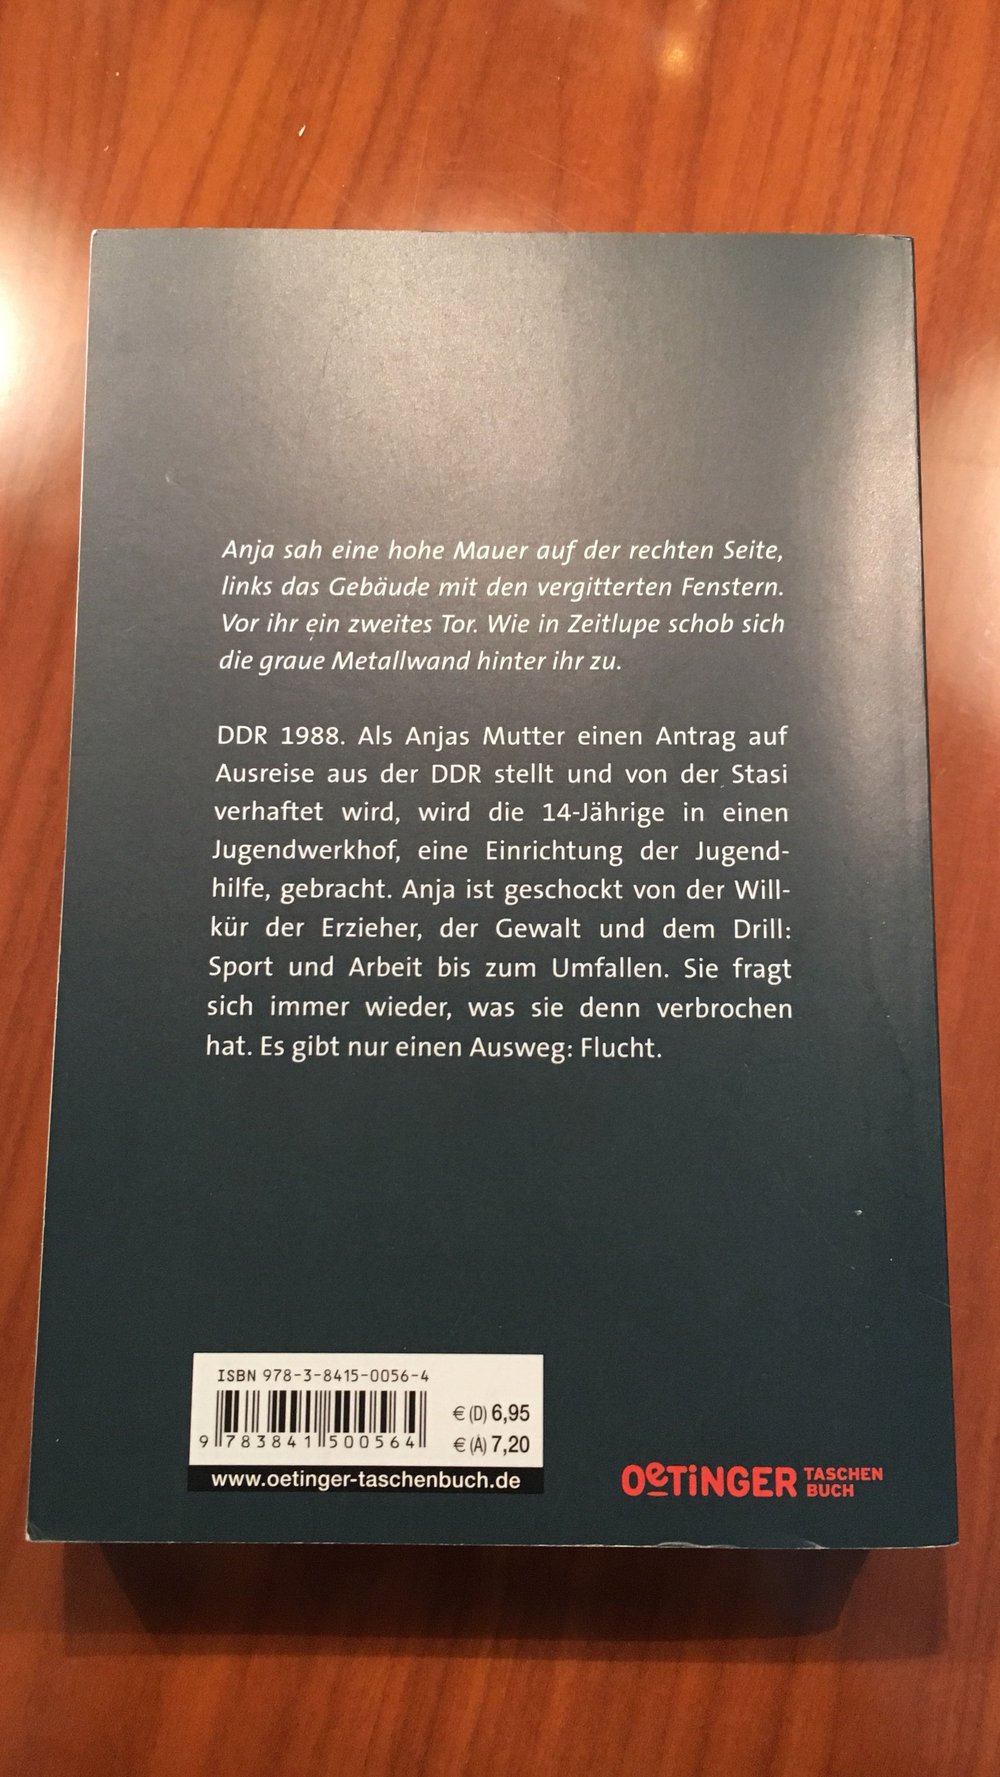 Anja sah eine hohe Mauer auf der rechten Seite,
links das Gebäude mit den vergitterten Fenstern.
Vor ihr ein zweites Tor. Wie in Zeitlupe schob sich
die graue Metallwand hinter ihr zu.
DDR 1988. Als Anjas Mutter einen Antrag auf
Ausreise aus der DDR stellt und von der Stasi
verhaftet wird, wird die 14-Jährige in einen
Jugendwerkhof, eine Einrichtung der Jugend-
hilfe, gebracht. Anja ist geschockt von der Will-
kür der Erzieher, der Gewalt und dem Drill:
Sport und Arbeit bis zum Umfallen. Sie fragt
sich immer wieder, was sie denn verbrochen
hat. Es gibt nur einen Ausweg: Flucht.
ISBN 978-3-8415-0056-4
€ (D) 6,95
€ (A) 7,20
9 783841 500564
www.oetinger-taschenbuch.de
OETINGER TASCHEN
BUCH